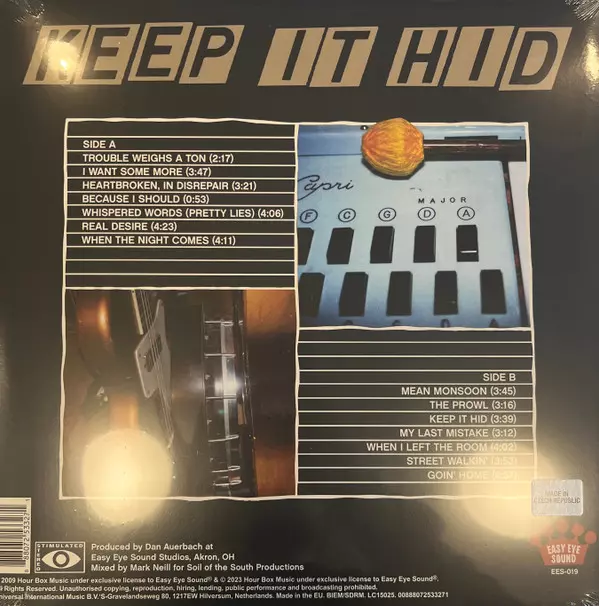 KEEP IT HID
SIDE A
TROUBLE WEIGHS A TON (2:17)
I WANT SOME MORE (3:47)
HEARTBROKEN, IN DISREPAIR (3:21)
BECAUSE I SHOULD (0:53)
WHISPERED WORDS (PRETTY LIES) (4:06)
REAL DESIRE (4:23)
WHEN THE NIGHT COMES (4:11)
Capri
MAJOR
F C G D A
SIDE B
MEAN MONSOON (3:45)
THE PROWL (3:16)
KEEP IT HID (3:39)
MY LAST MISTAKE (3:12)
WHEN I LEFT THE ROOM (4:02)
STREET WALKIN'
GOIN' HOME
MADE IN
CZECH REPUBLIC
EASY EYE
SOUND
EES-019
STIMULATED
STEREO
Produced by Dan Auerbach at
Easy Eye Sound Studios, Akron, OH
Mixed by Mark Neill for Soil of the South Productions
2009 Hour Box Music under exclusive license to Easy Eye Sound® & © 2023 Hour Box Music under exclusive license to Easy Eye Sound®.
Rights Reserved. Unauthorised copying, reproduction, hiring, lending, public performance and broadcasting prohibited.
International Music B.V. 'S-Gravelandseweg 80, 1217EW Hilversum, Netherlands. Made in the EU. BIEM/SDRM. LC15025. 00888072533271